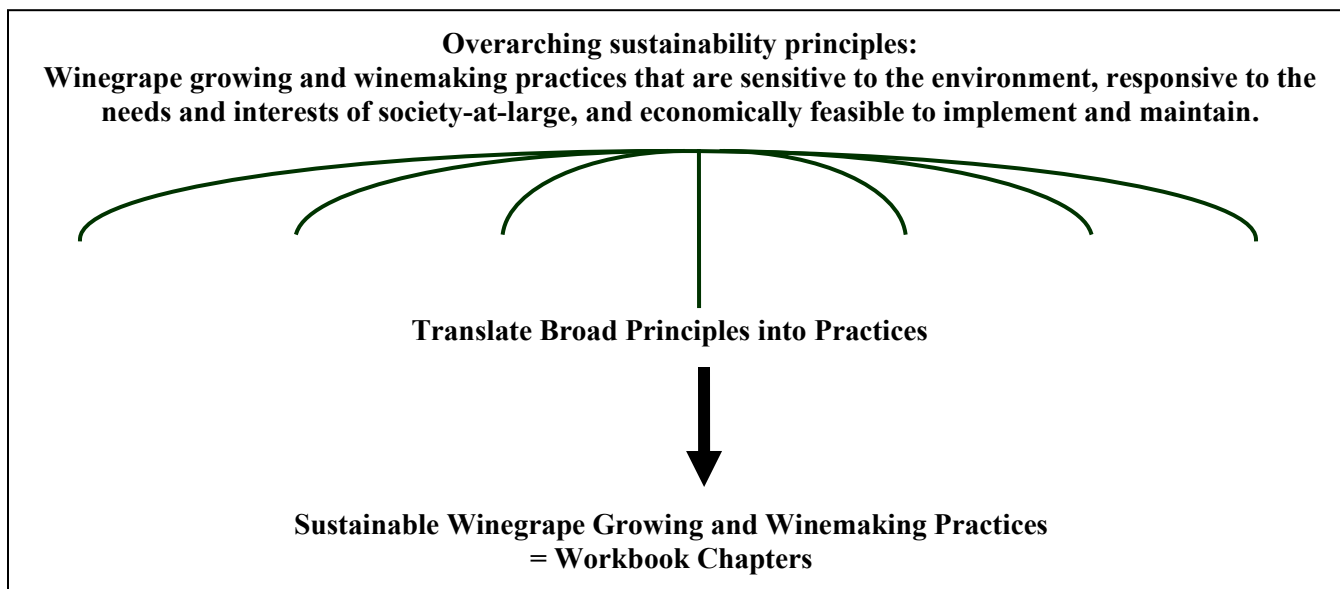 Overarching sustainability principles:
Winegrape growing and winemaking practices that are sensitive to the environment, responsive to the
needs and interests of society-at-large, and economically feasible to implement and maintain.
Translate Broad Principles into Practices
Sustainable Winegrape Growing and Winemaking Practices
= Workbook Chapters